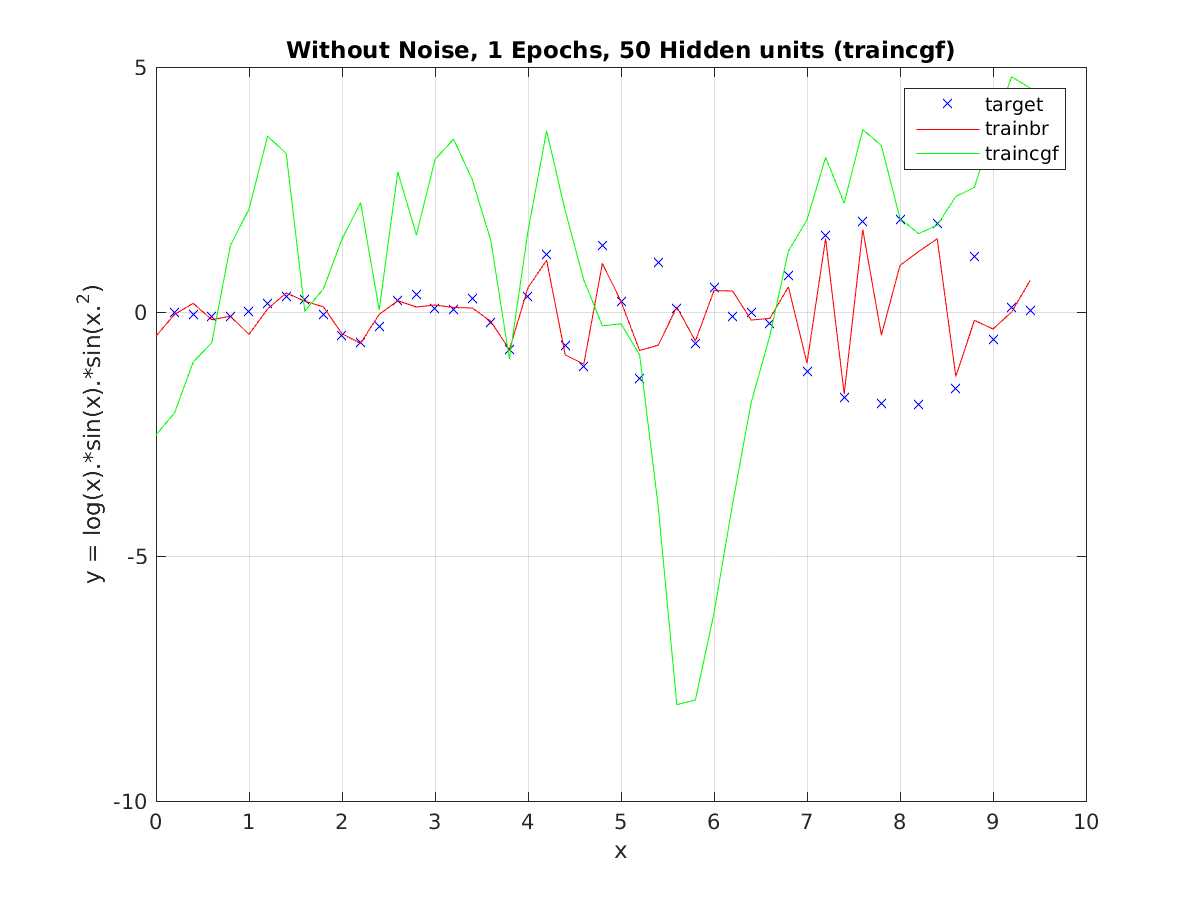 Without Noise, 1 Epochs, 50 Hidden units (traincgf)
5
0
-5
-10
target
trainbr
traincgf
y = log(x).*sin(x).*sin(x.²)
0 1 2 3 4 5 6 7 8 9 10
x